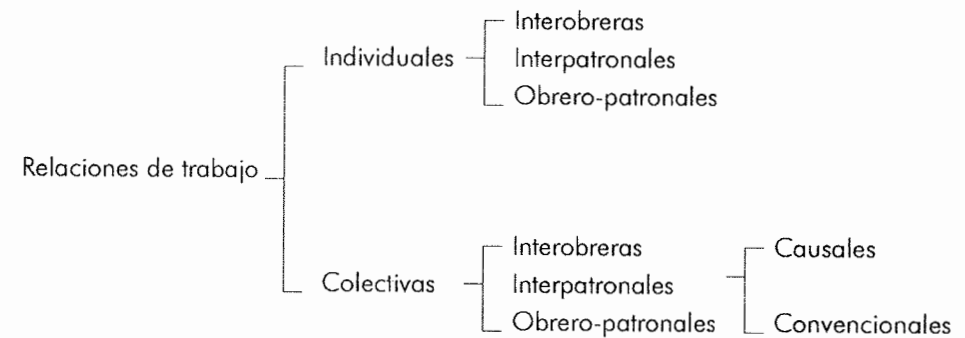 Relaciones de trabajo
Individuales
Interobreras
Interpatronales
Obrero-patronales
Colectivas
Interobreras
Interpatronales
Obrero-patronales
Causales
Convencionales